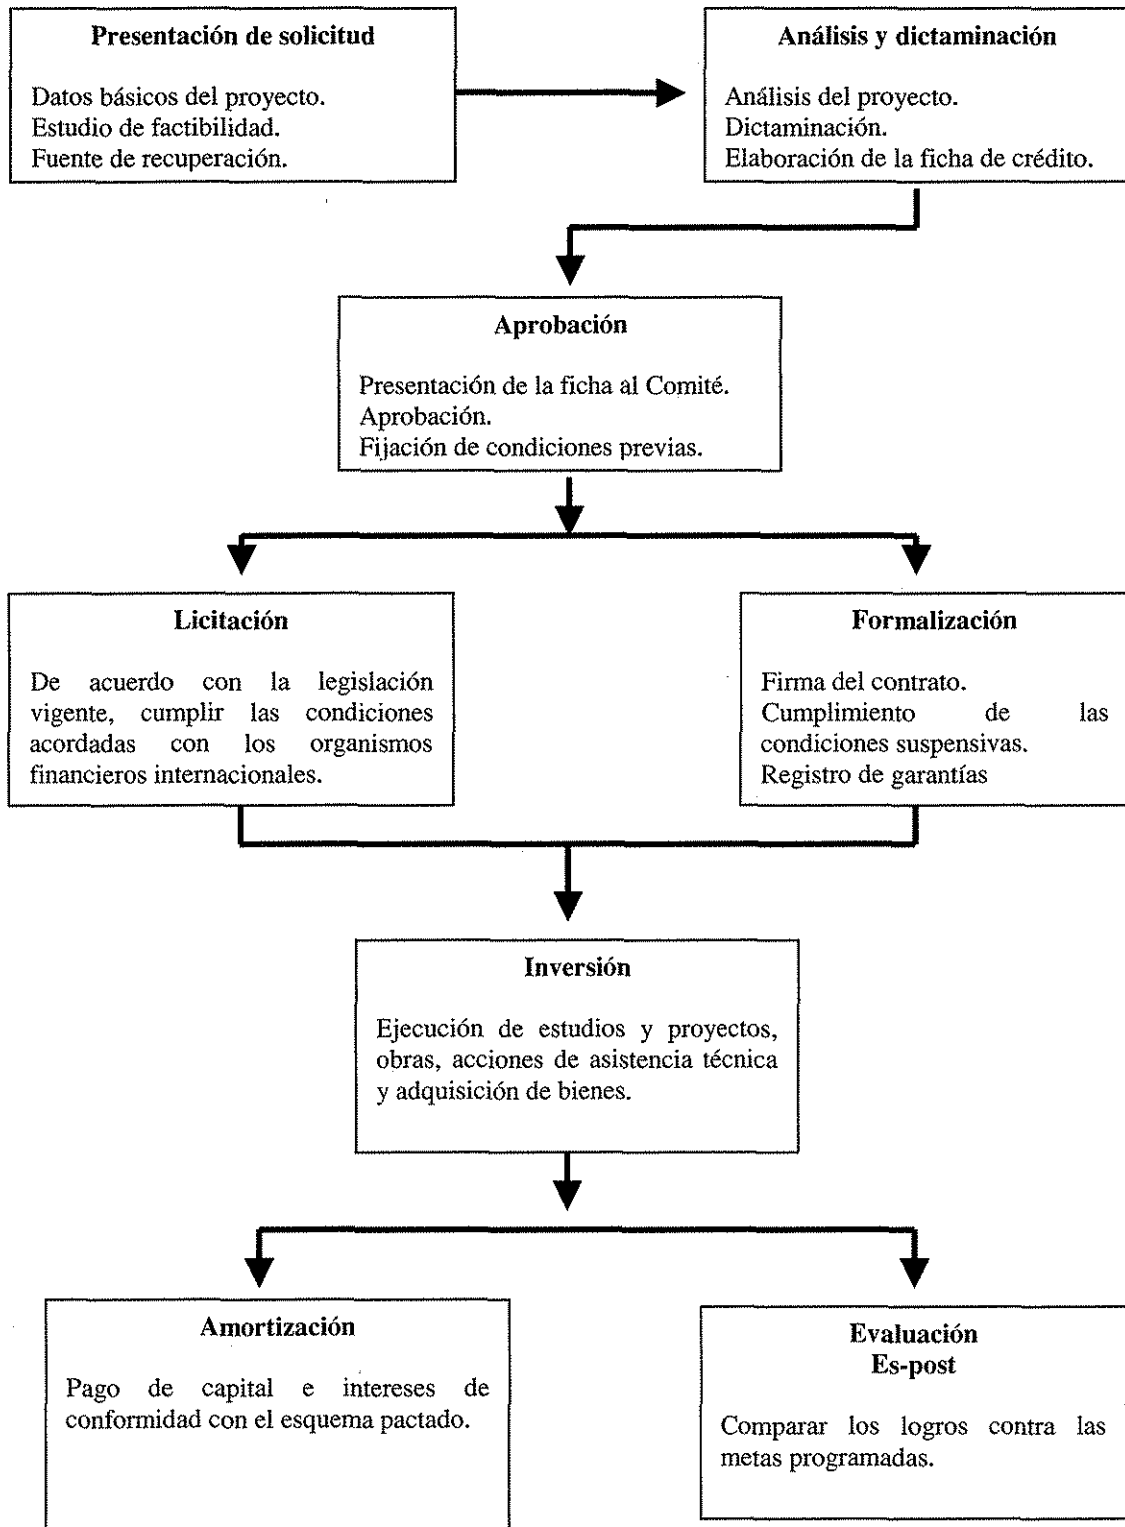 Presentación de solicitud
Datos básicos del proyecto.
Estudio de factibilidad.
Fuente de recuperación.
Análisis y dictaminación
Análisis del proyecto.
Dictaminación.
Elaboración de la ficha de crédito.
Aprobación
Presentación de la ficha al Comité.
Aprobación.
Fijación de condiciones previas.
Licitación
De acuerdo con la legislación
vigente, cumplir las condiciones
acordadas con los organismos
financieros internacionales.
Formalización
Firma del contrato.
Cumplimiento de las
condiciones suspensivas.
Registro de garantías
Inversión
Ejecución de estudios y proyectos,
obras, acciones de asistencia técnica
y adquisición de bienes.
Amortización
Pago de capital e intereses de
conformidad con el esquema pactado.
Evaluación
Es-post
Comparar los logros contra las
metas programadas.